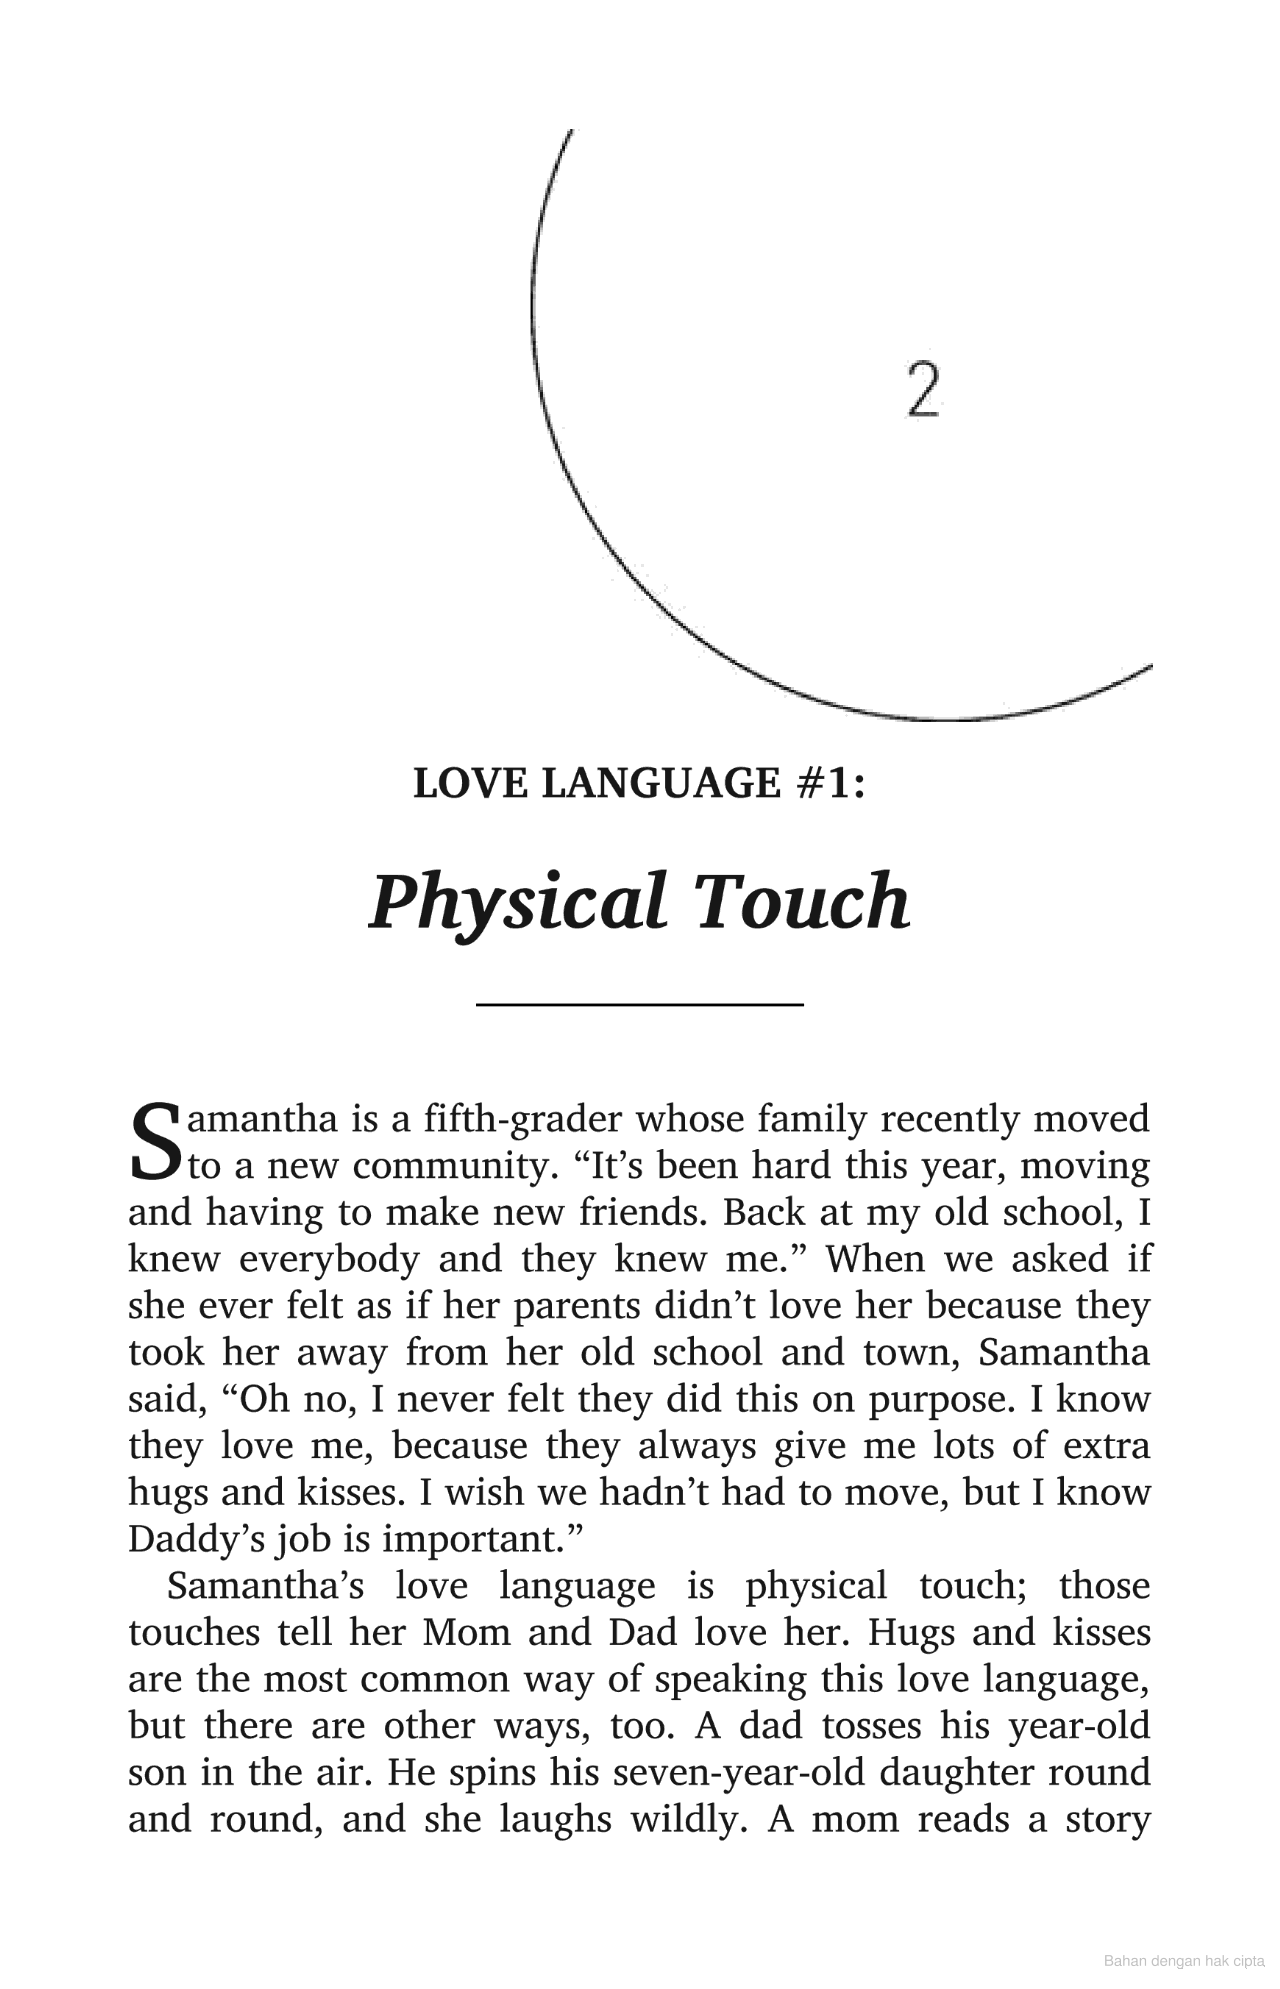 2
LOVE LANGUAGE #1:
Physical Touch
Samantha is a fifth-grader whose family recently moved
to a new community. “It’s been hard this year, moving
and having to make new friends. Back at my old school, I
knew everybody and they knew me.” When we asked if
she ever felt as if her parents didn’t love her because they
took her away from her old school and town, Samantha
said, “Oh no, I never felt they did this on purpose. I know
they love me, because they always give me lots of extra
hugs and kisses. I wish we hadn’t had to move, but I know
Daddy’s job is important.”
Samantha’s love language is physical touch; those
touches tell her Mom and Dad love her. Hugs and kisses
are the most common way of speaking this love language,
but there are other ways, too. A dad tosses his year-old
son in the air. He spins his seven-year-old daughter round
and round, and she laughs wildly. A mom reads a story
Bahan dengan hak cipta